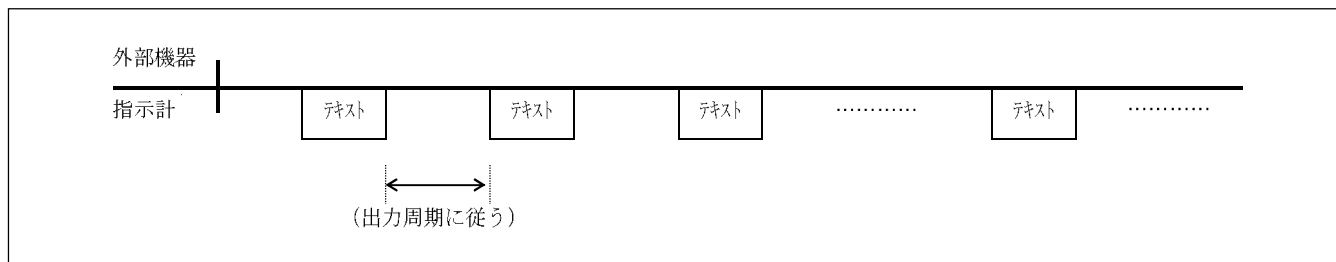 外部機器
指示計
テキスト
テキスト
テキスト
…………
テキスト
…………
(出力周期に従う)